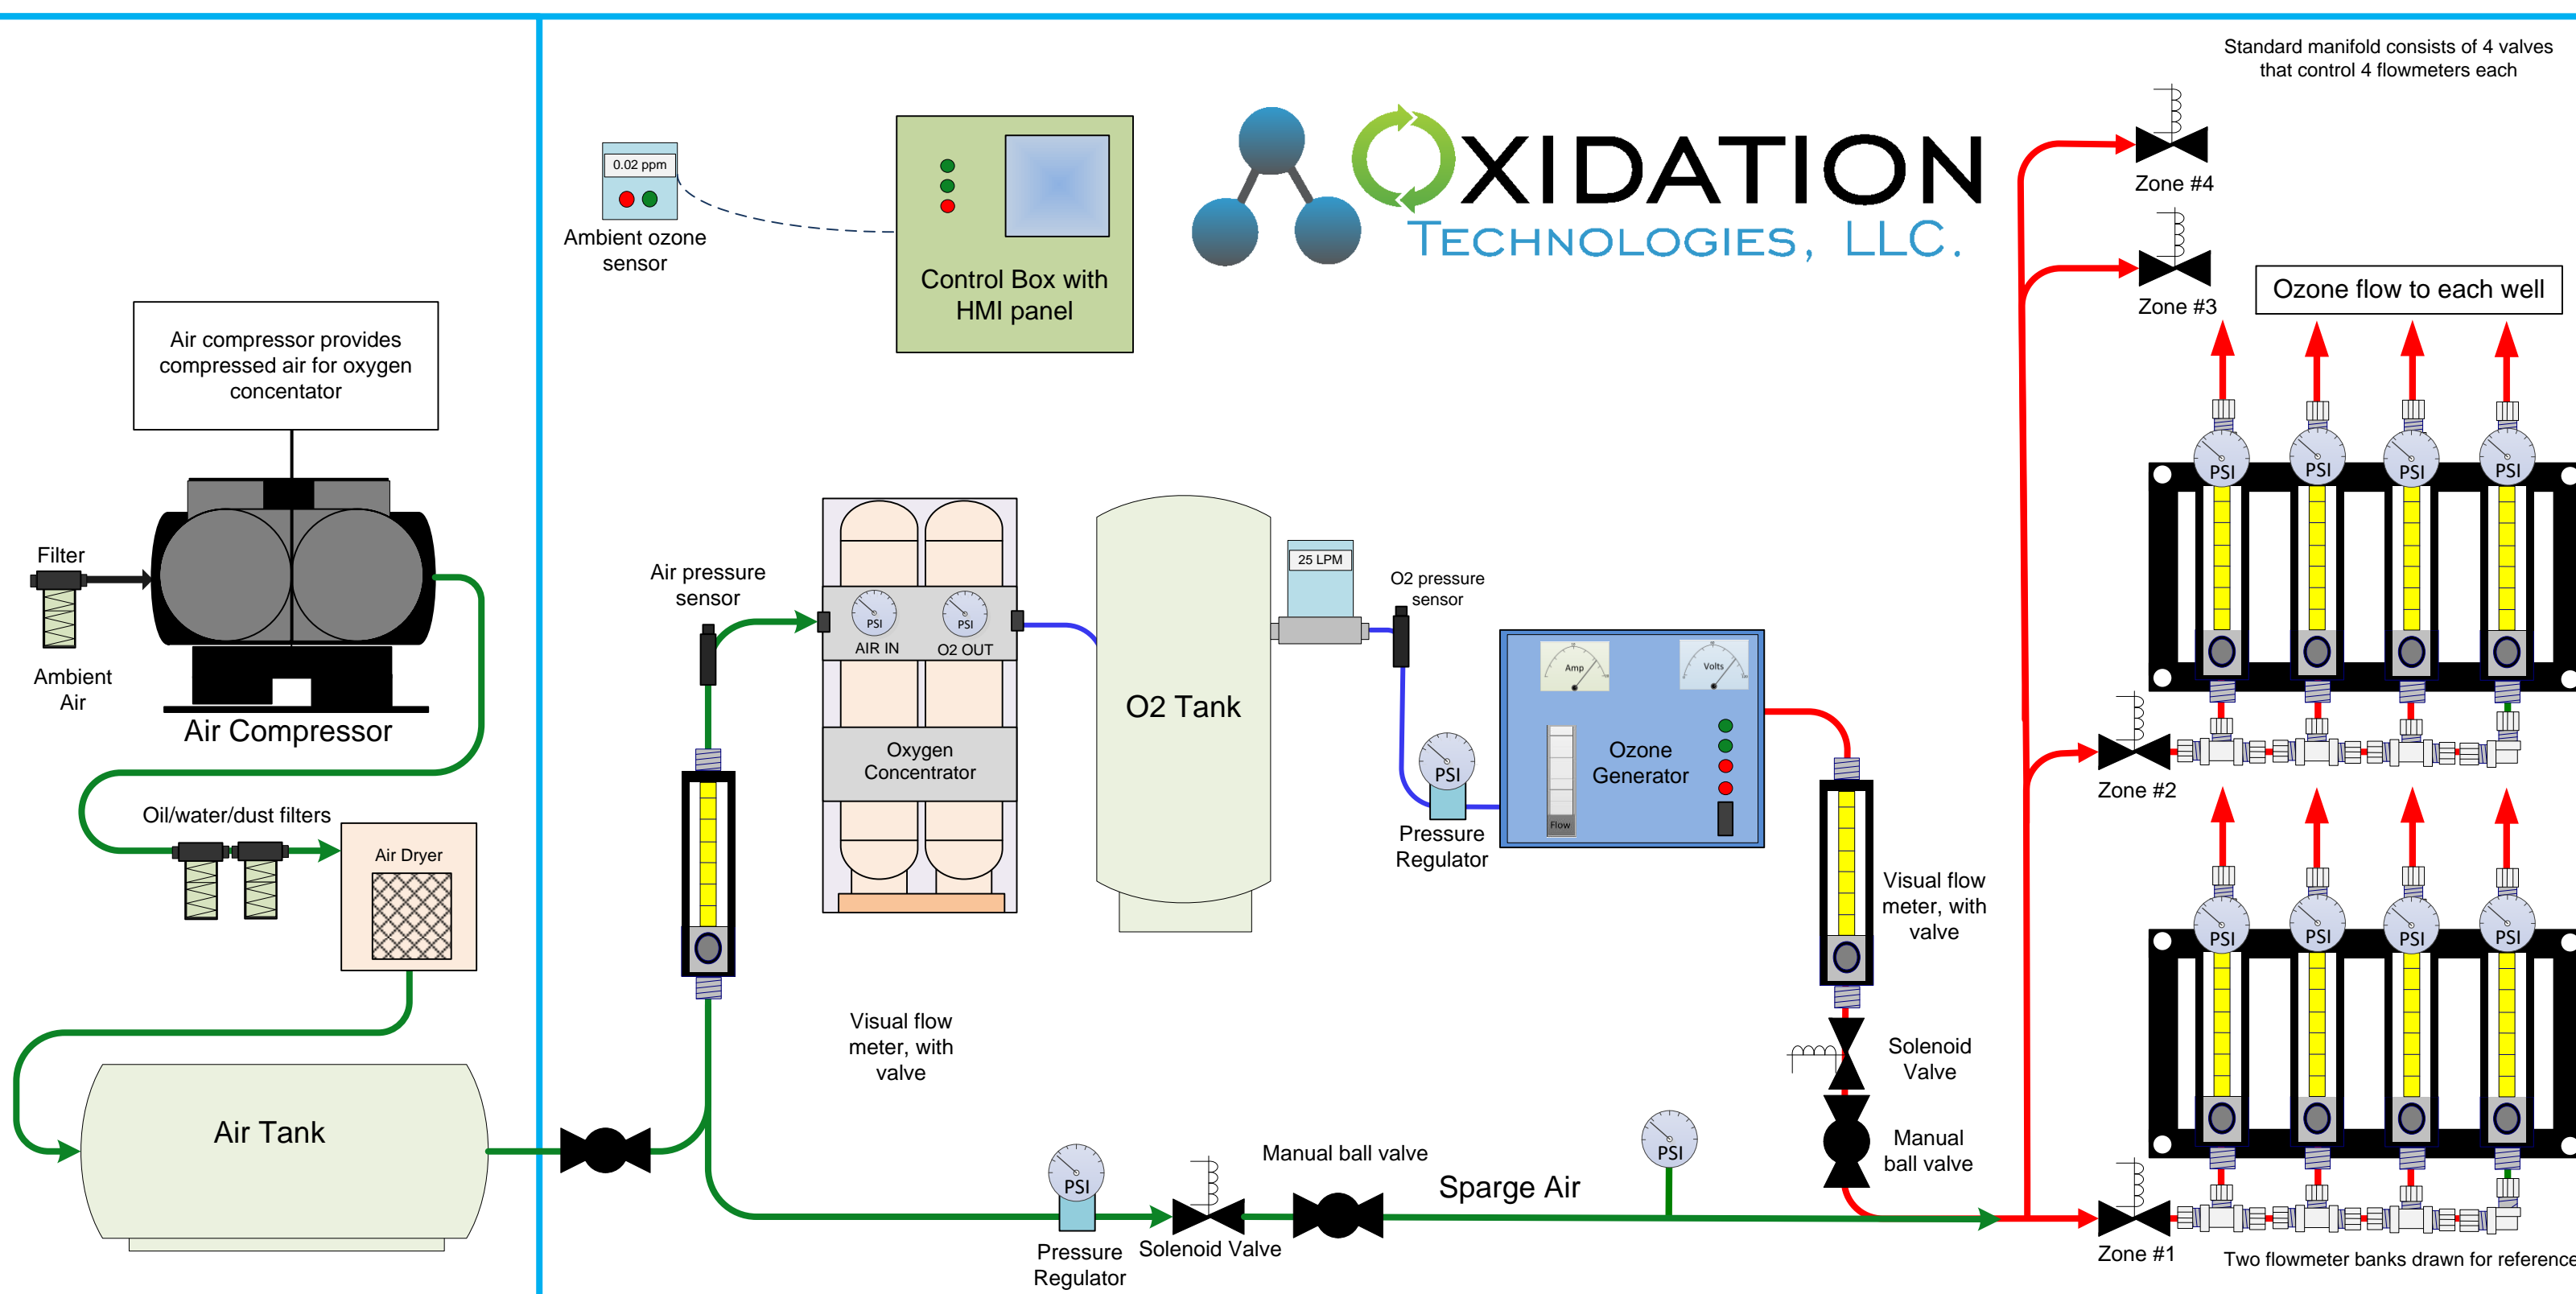 Standard manifold consists of 4 valves
that control 4 flowmeters each
OXIDATION
TECHNOLOGIES, LLC.
0.02 ppm
Ambient ozone
sensor
Control Box with
HMI panel
Zone #4
Zone #3
Ozone flow to each well
Air compressor provides
compressed air for oxygen
concentator
Filter
Ambient
Air
Air Compressor
Oil/water/dust filters
Air Dryer
Air Tank
Air pressure
sensor
PSI
PSI
AIR IN
O2 OUT
Oxygen
Concentrator
O2 Tank
25 LPM
O2 pressure
sensor
PSI
Pressure
Regulator
Amp
Volts
Flow
Ozone
Generator
Visual flow
meter, with
valve
Visual flow
meter, with
valve
Solenoid
Valve
Manual
ball valve
PSI
Pressure
Regulator
Solenoid Valve
Manual ball valve
Sparge Air
PSI
PSI
PSI
PSI
PSI
Zone #2
PSI
PSI
PSI
PSI
Zone #1
Two flowmeter banks drawn for reference